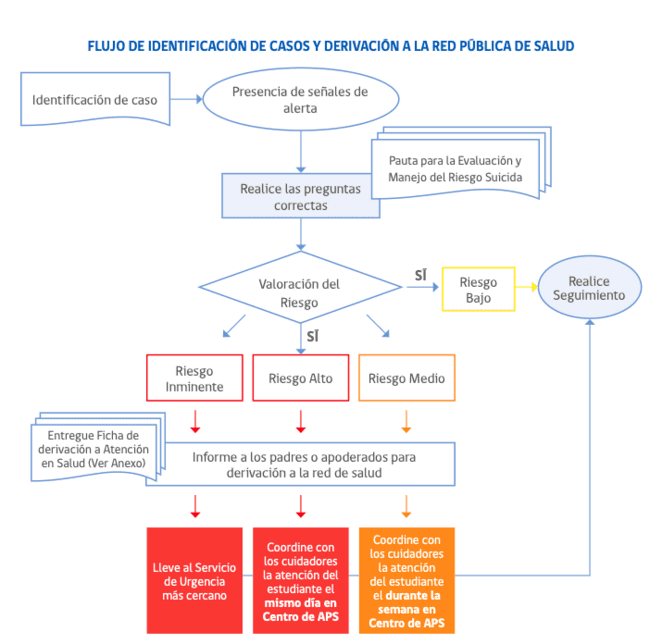 FLUJO DE IDENTIFICACIÓN DE CASOS Y DERIVACIÓN A LA RED PÚBLICA DE SALUD
Identificación de caso
Presencia de señales de
alerta
Pauta para la Evaluación y
Manejo del Riesgo Suicida
Realice las preguntas
correctas
Valoración del
Riesgo
SÍ
Riesgo
Bajo
Realice
Seguimiento
SÍ
Riesgo
Inminente
Riesgo Alto
Riesgo Medio
Entregue Ficha de
derivación a Atención
en Salud (Ver Anexo)
Informe a los padres o apoderados para
derivación a la red de salud
Lleve al Servicio
de Urgencia
más cercano
Coordine con
los cuidadores
la atención del
estudiante el
mismo día en
Centro de APS
Coordine con
los cuidadores
la atención
del estudiante
el durante la
semana en
Centro de APS